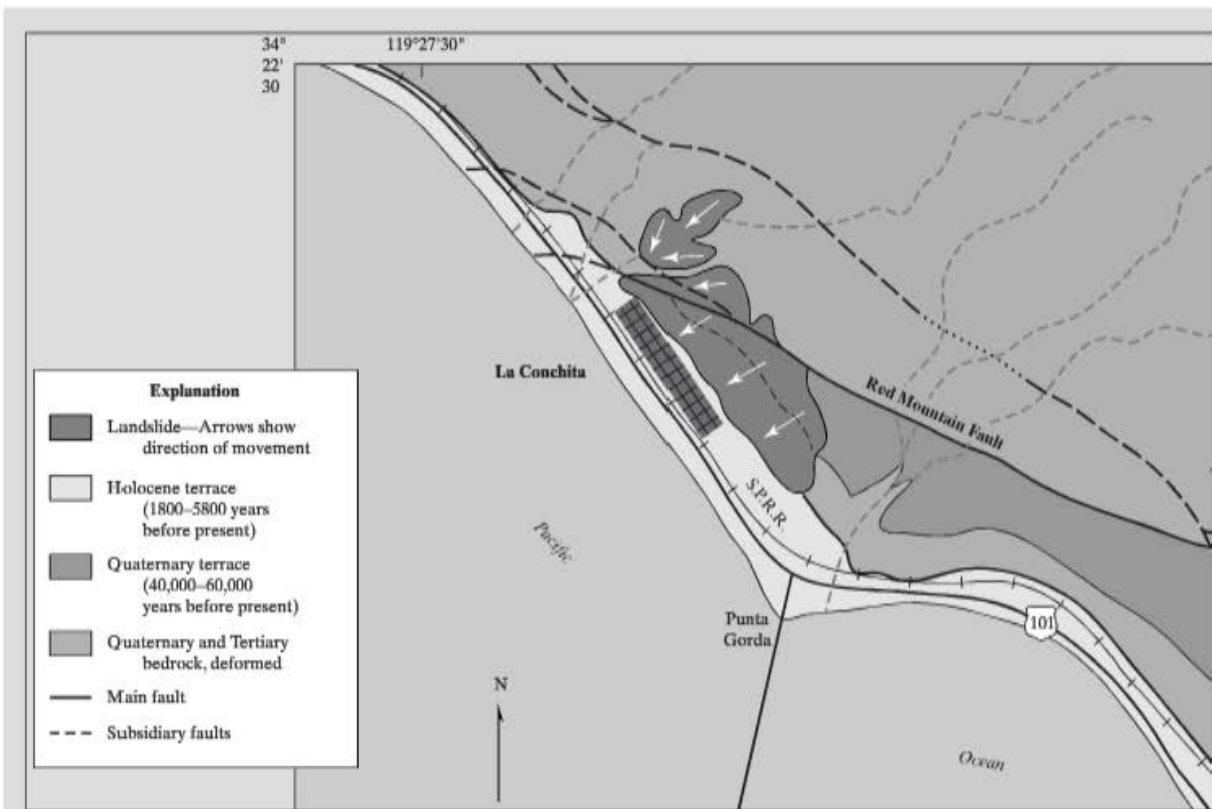 34°
22'
30
119°27'30"
La Conchita
Red Mountain Fault
S.P.R.R.
Pacific
Punta
Gorda
101
N
Ocean
Explanation
Landslide—Arrows show
direction of movement
Holocene terrace
(1800–5800 years
before present)
Quaternary terrace
(40,000–60,000
years before present)
Quaternary and Tertiary
bedrock, deformed
Main fault
Subsidiary faults